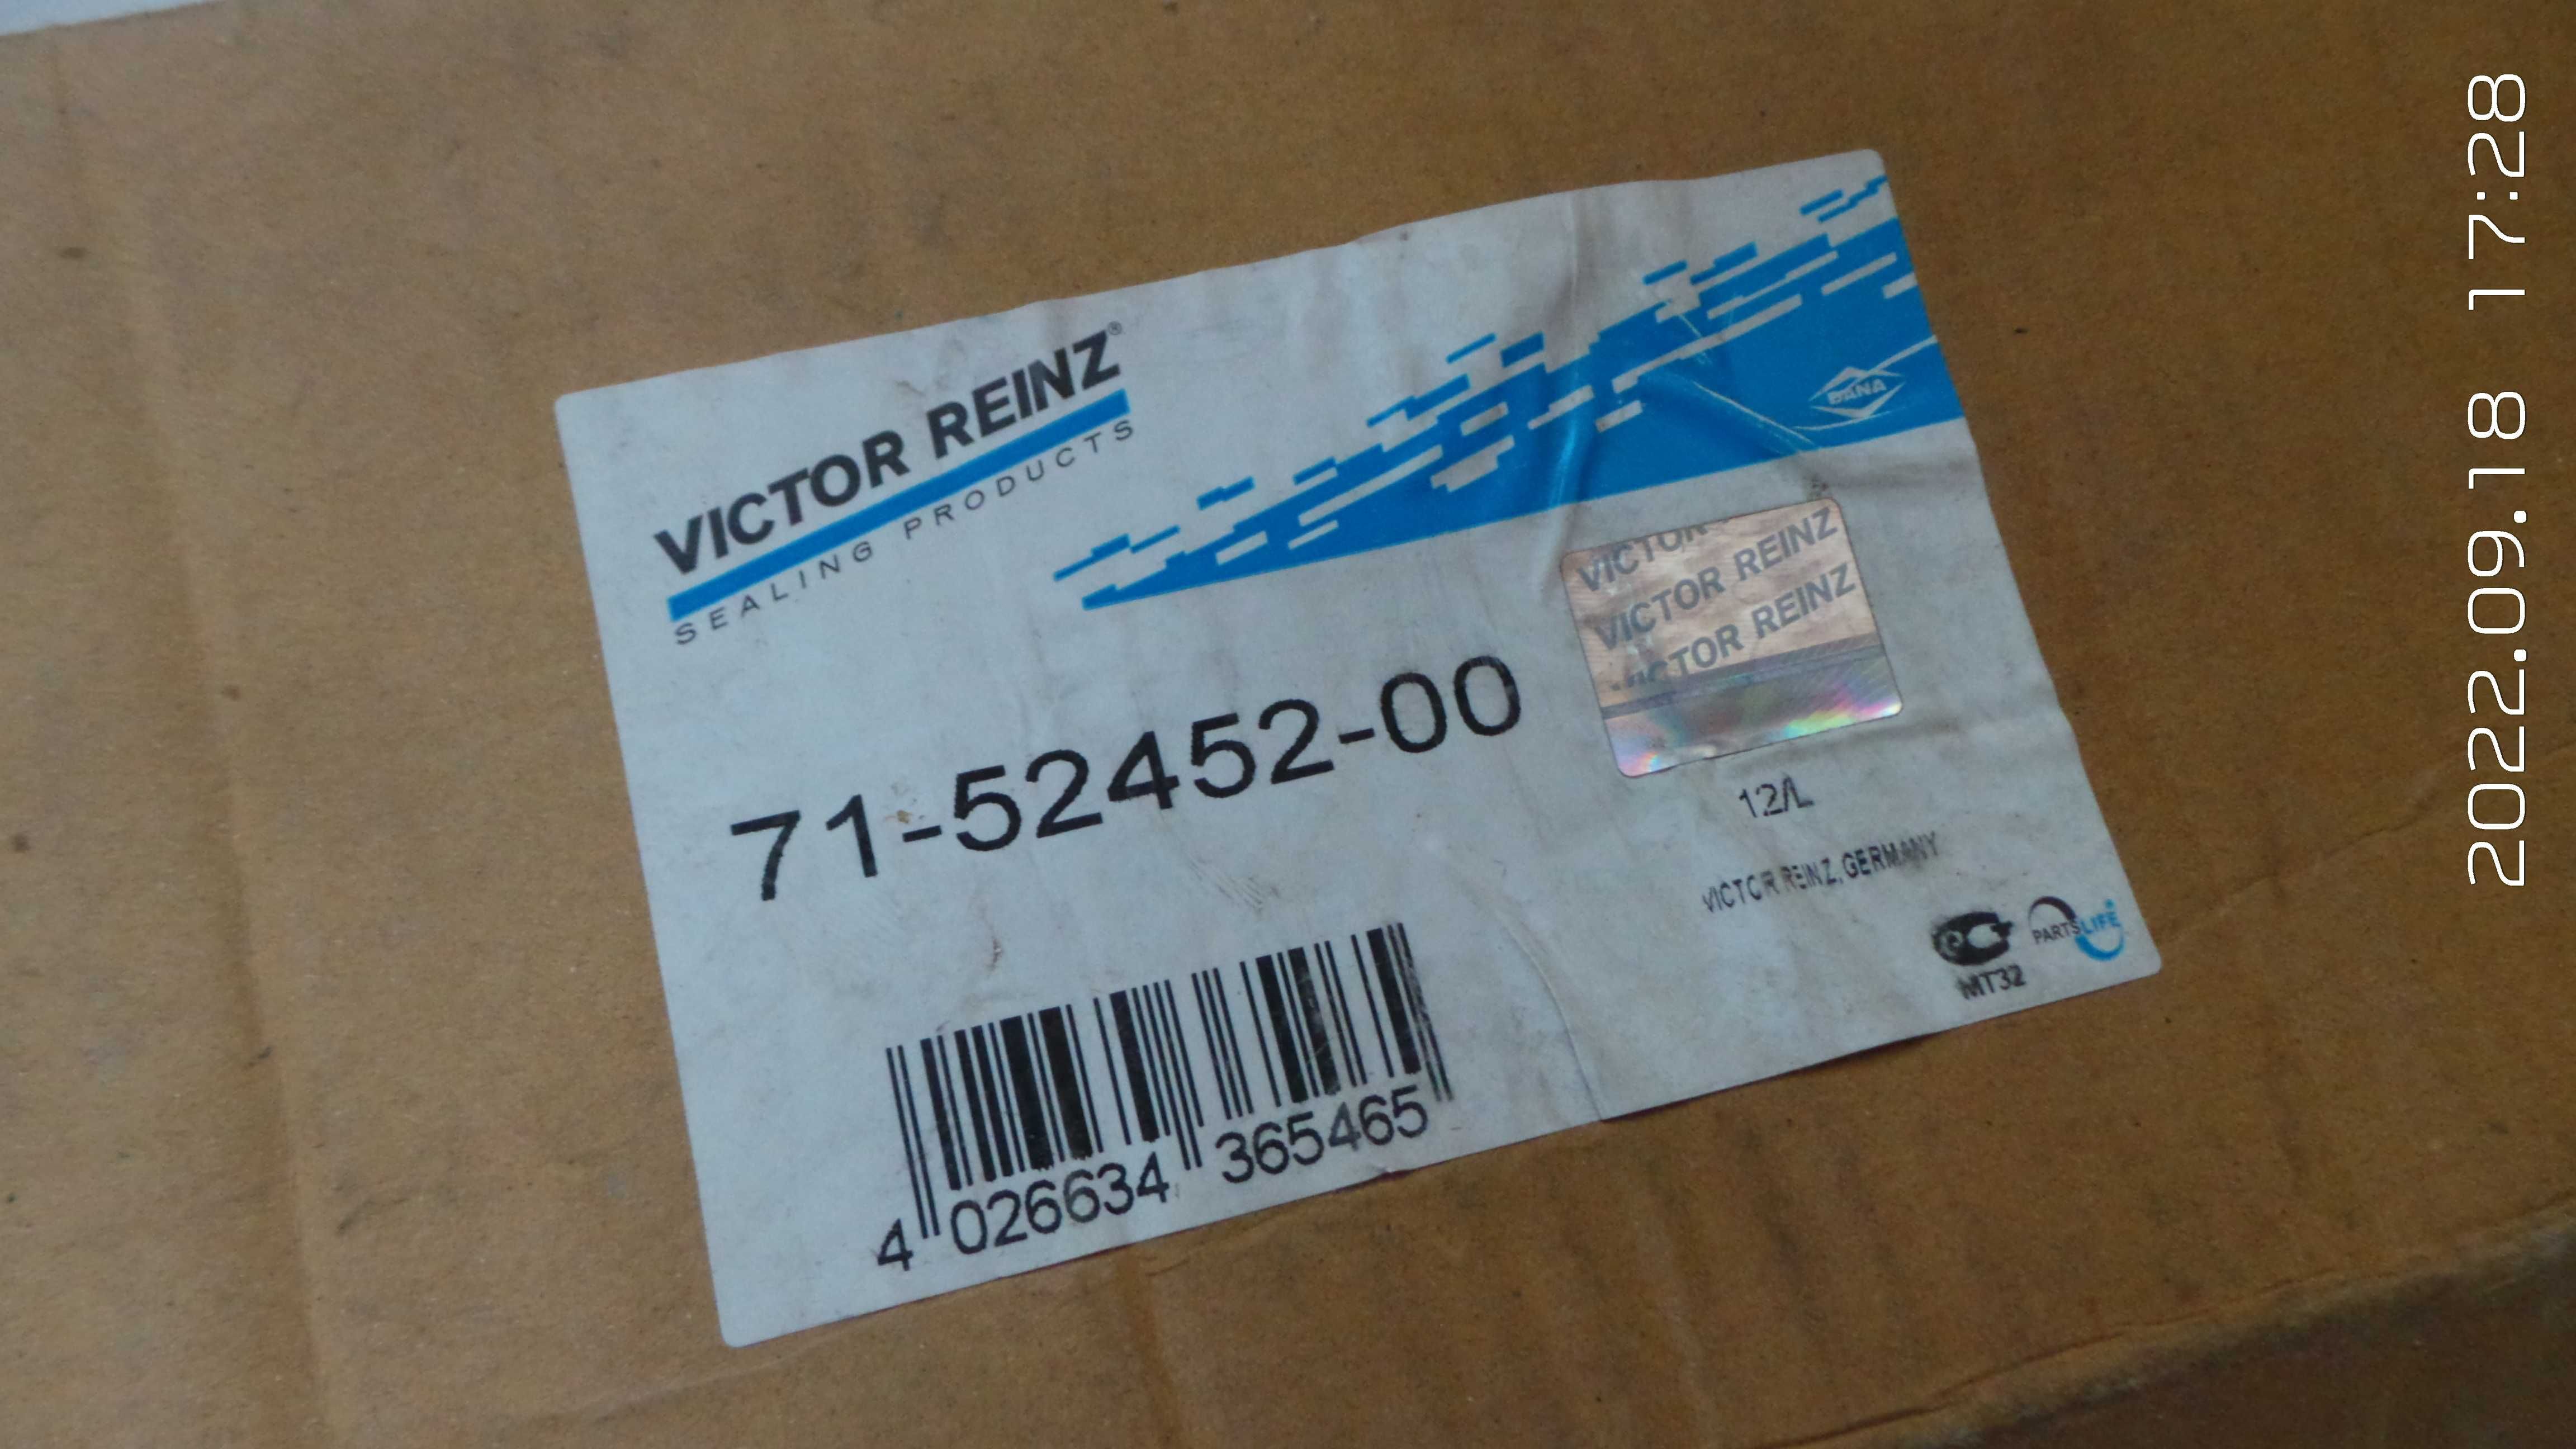 VICTOR REINZ®
SEALING PRODUCTS
DANA
VICTOR
VICTOR REINZ
VICTOR REINZ
71-52452-00
12/L
VICTOR REINZ, GERMANY
PARTSLIFE®
MT32
4 026634 365465
2022.09.18 17:28